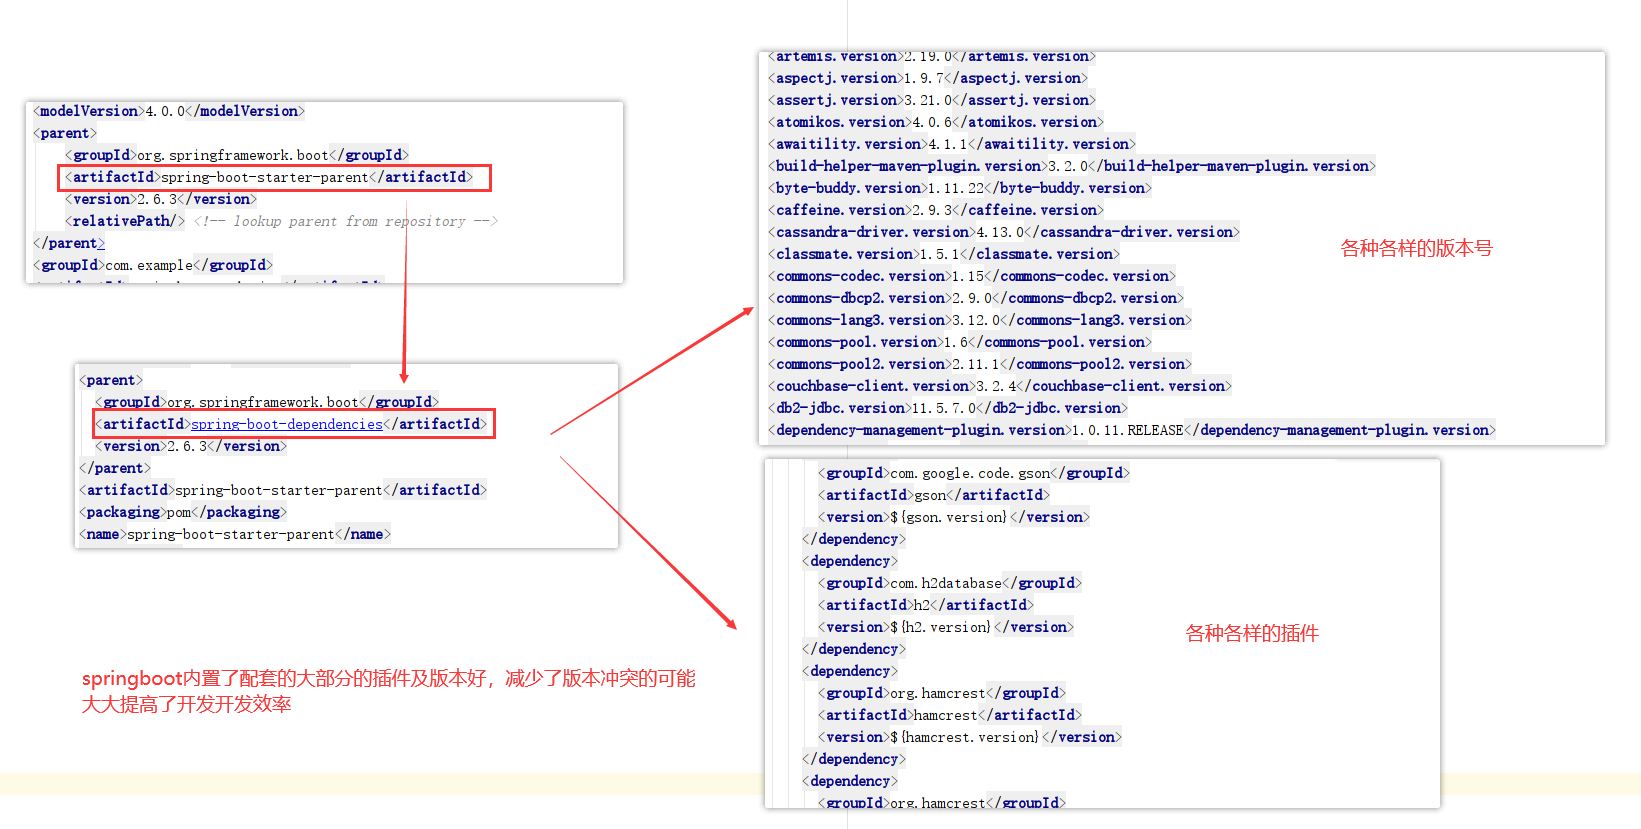 <modelVersion>4.0.0</modelVersion>
<parent>
<groupId>org.springframework.boot</groupId>
<artifactId>spring-boot-starter-parent</artifactId>
<version>2.6.3</version>
<relativePath/> <!-- lookup parent from repository -->
</parent>
<groupId>com.example</groupId>
<parent>
<groupId>org.springframework.boot</groupId>
<artifactId>spring-boot-dependencies</artifactId>
<version>2.6.3</version>
</parent>
<artifactId>spring-boot-starter-parent</artifactId>
<packaging>pom</packaging>
<name>spring-boot-starter-parent</name>
springboot内置了配套的大部分的插件及版本好，减少了版本冲突的可能
大大提高了开发开发效率
<artemis.version>2.19.0</artemis.version>
<aspectj.version>1.9.7</aspectj.version>
<assertj.version>3.21.0</assertj.version>
<atomikos.version>4.0.6</atomikos.version>
<awaitility.version>4.1.1</awaitility.version>
<build-helper-maven-plugin.version>3.2.0</build-helper-maven-plugin.version>
<byte-buddy.version>1.11.22</byte-buddy.version>
<caffeine.version>2.9.3</caffeine.version>
<cassandra-driver.version>4.13.0</cassandra-driver.version>
<classmate.version>1.5.1</classmate.version>
<commons-codec.version>1.15</commons-codec.version>
<commons-dbcp2.version>2.9.0</commons-dbcp2.version>
<commons-lang3.version>3.12.0</commons-lang3.version>
<commons-pool.version>1.6</commons-pool.version>
<commons-pool2.version>2.11.1</commons-pool2.version>
<couchbase-client.version>3.2.4</couchbase-client.version>
<db2-jdbc.version>11.5.7.0</db2-jdbc.version>
<dependency-management-plugin.version>1.0.11.RELEASE</dependency-management-plugin.version>
各种各样的版本号
<groupId>com.google.code.gson</groupId>
<artifactId>gson</artifactId>
<version>${gson.version}</version>
</dependency>
<dependency>
<groupId>com.h2database</groupId>
<artifactId>h2</artifactId>
<version>${h2.version}</version>
</dependency>
<dependency>
<groupId>org.hamcrest</groupId>
<artifactId>hamcrest</artifactId>
<version>${hamcrest.version}</version>
</dependency>
<dependency>
<groupId>org.hamcrest</groupId>
各种各样的插件